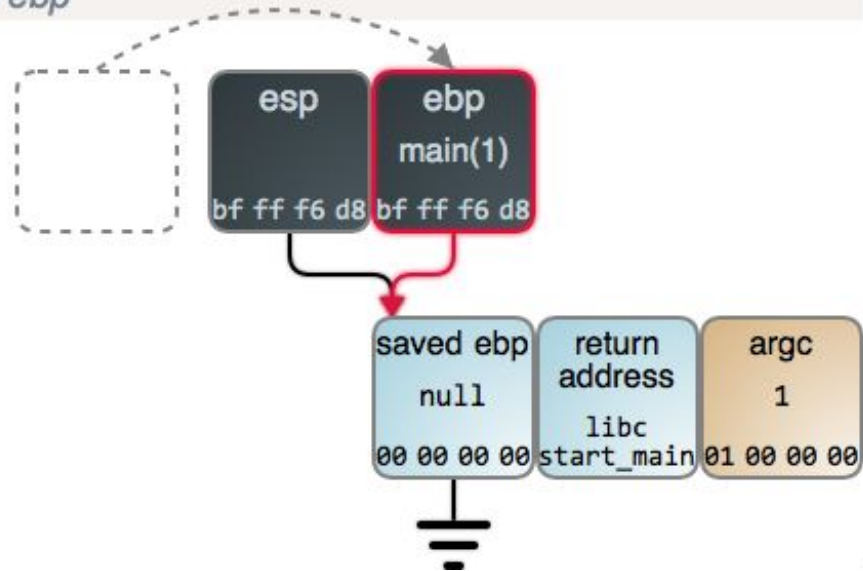 ebp
esp
ebp
main(1)
bf ff f6 d8
bf ff f6 d8
saved ebp
null
00 00 00 00
return
address
libc
start_main
argc
1
01 00 00 00